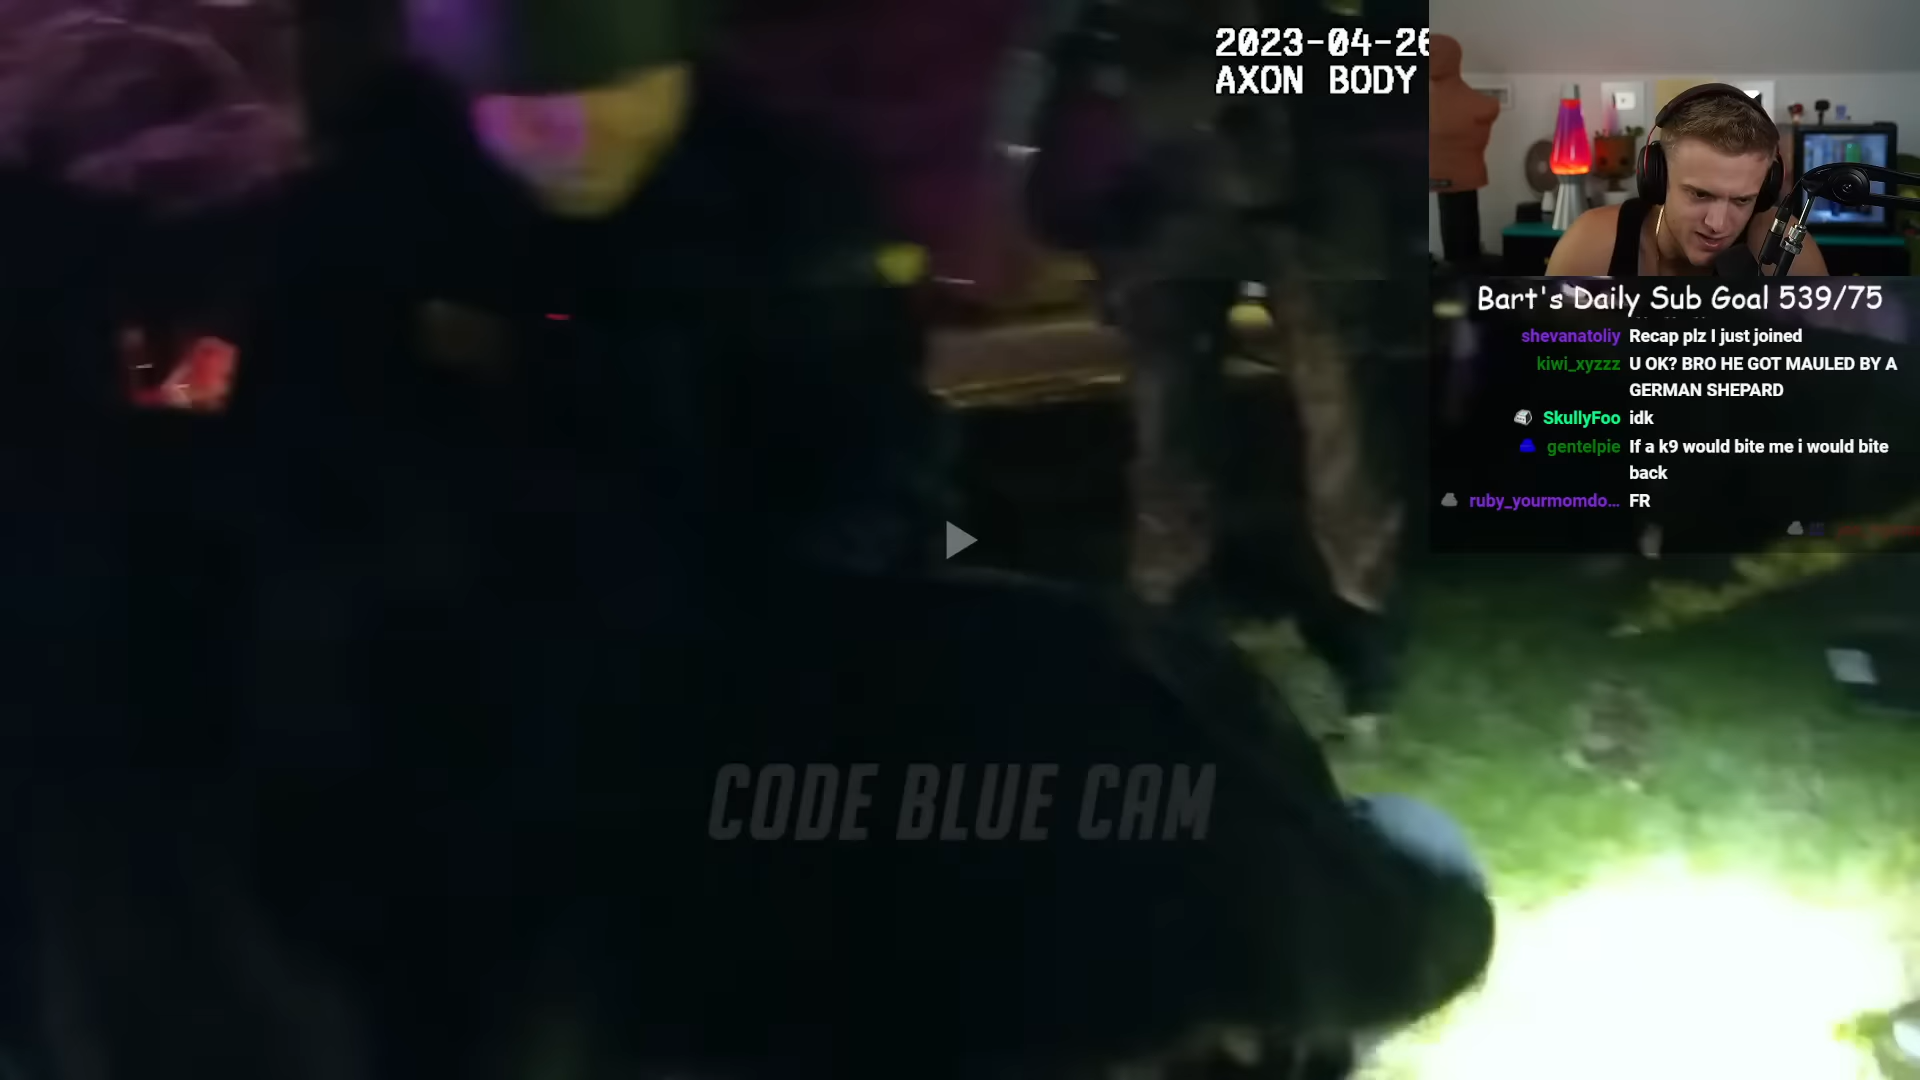 2023-04-26
AXON BODY
Bart's Daily Sub Goal 539/75
shevanatoliy Recap plz I just joined
kiwi_xyzzz U OK? BRO HE GOT MAULED BY A
GERMAN SHEPARD
SkullyFoo idk
gentelpie If a k9 would bite me i would bite
back
ruby_yourmomdo... FR
CODE BLUE CAM